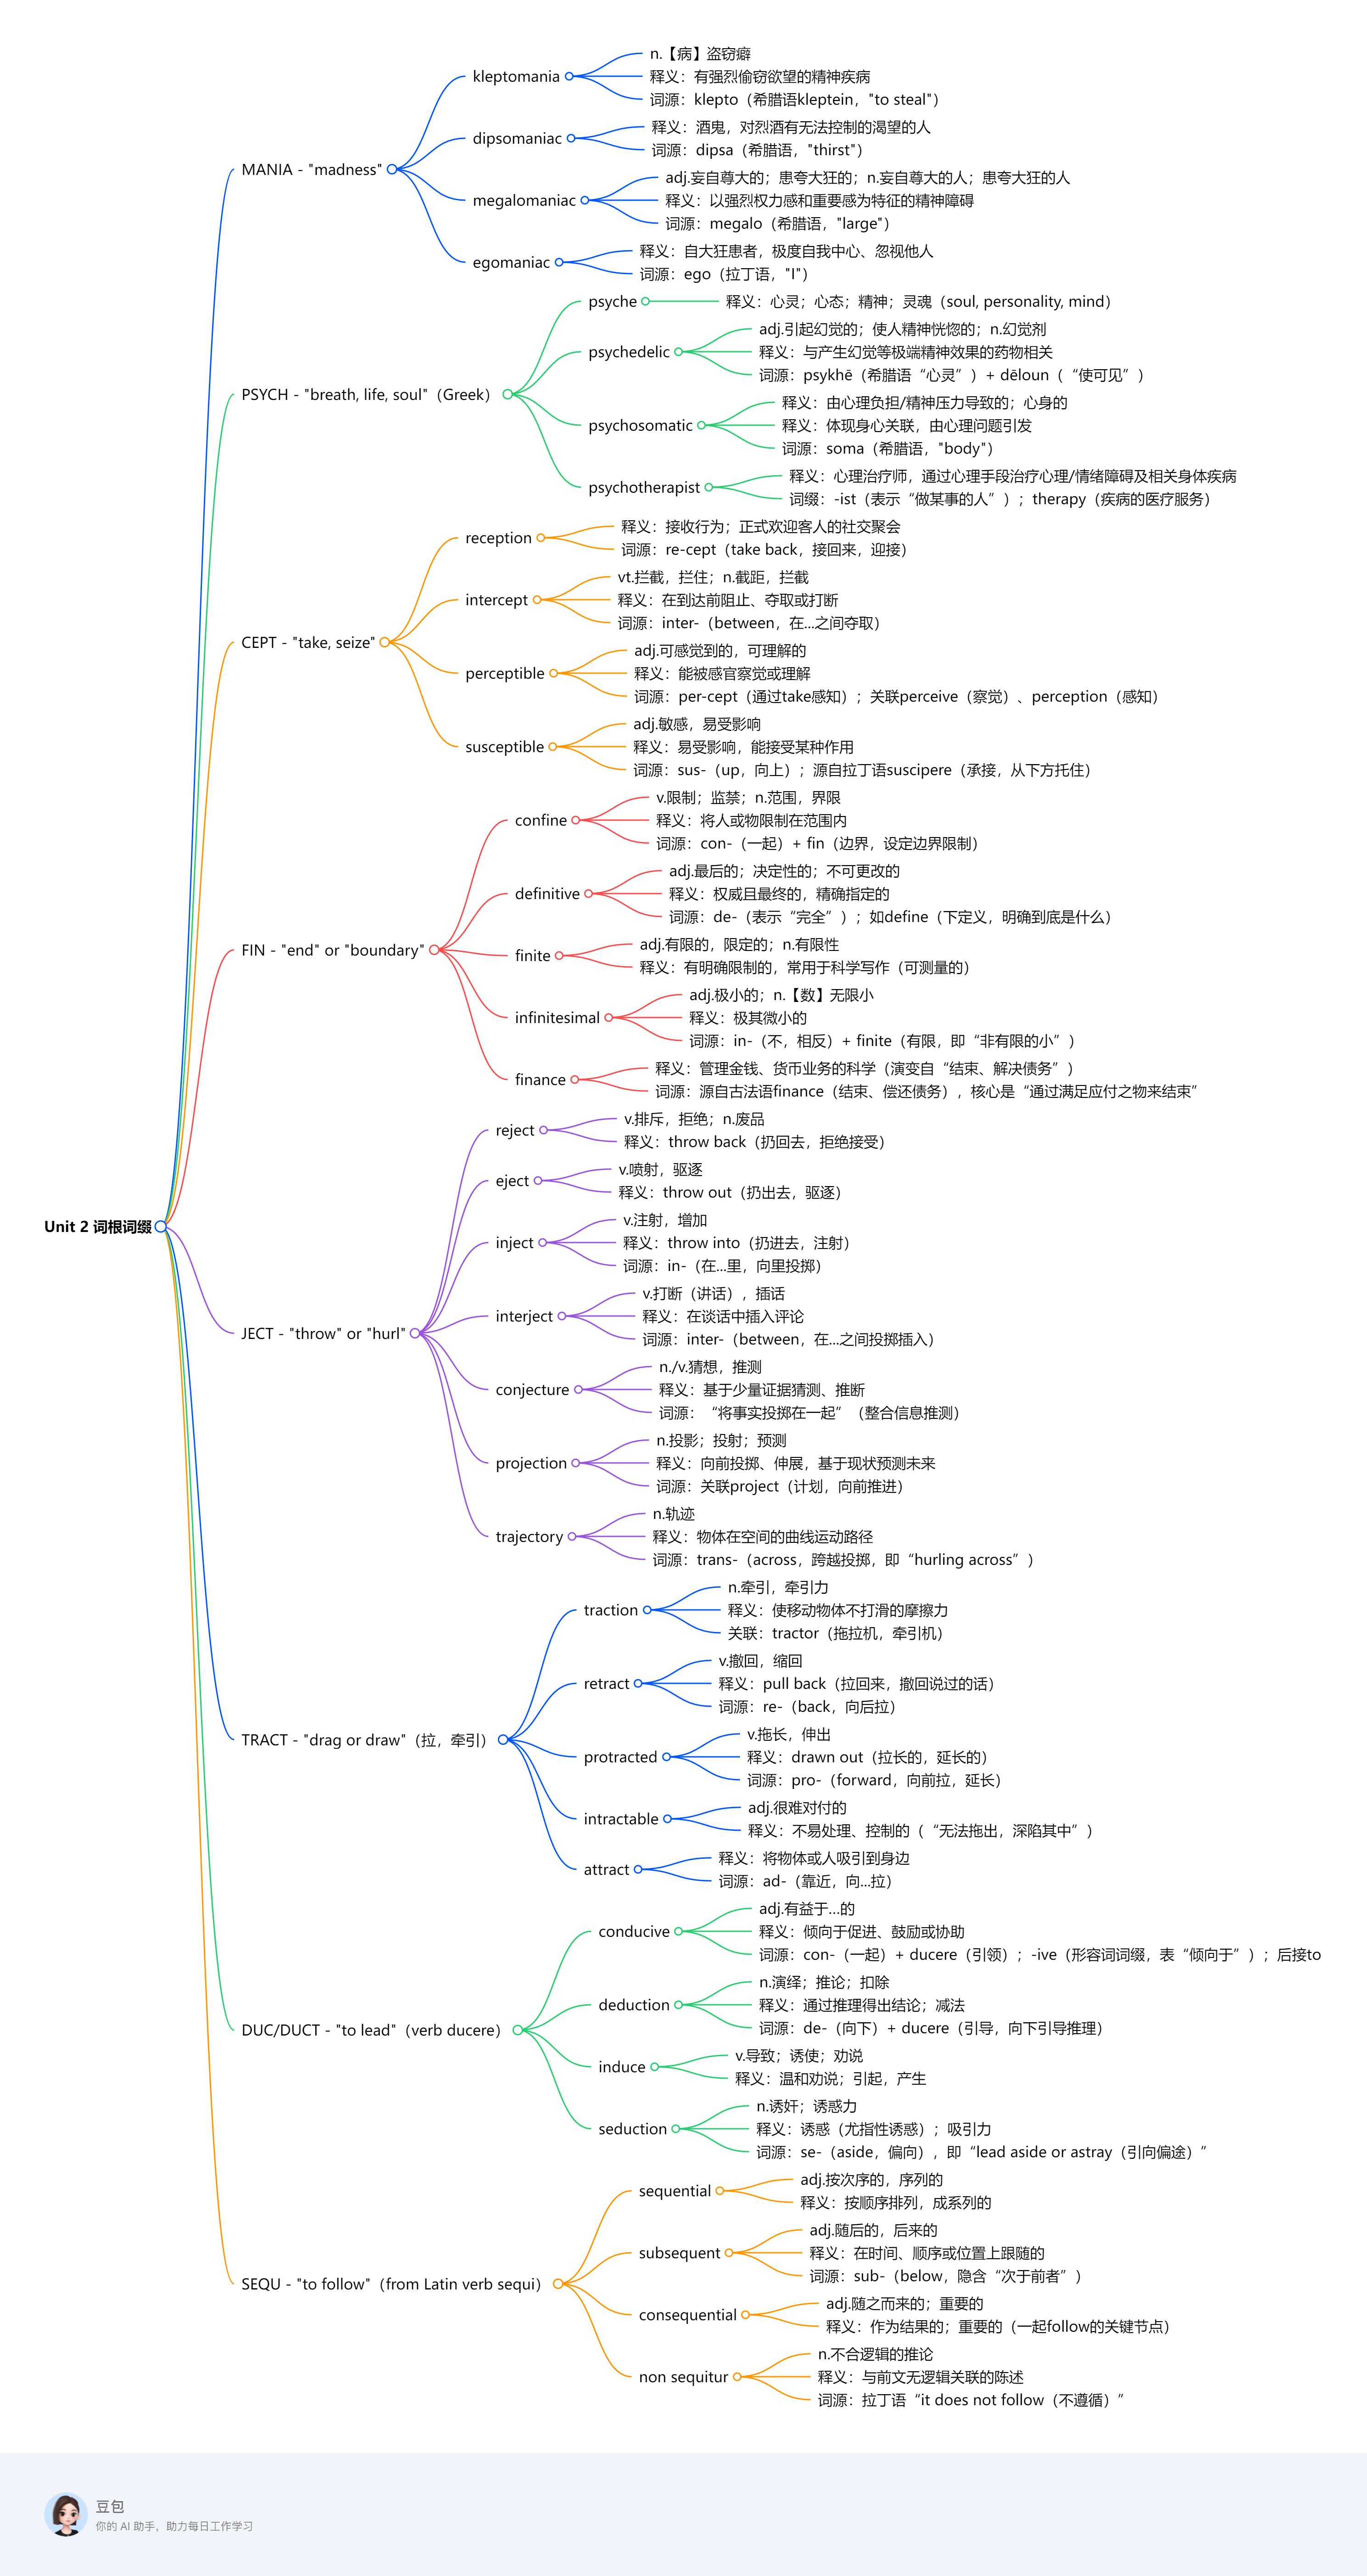 Unit 2 词根词缀
MANIA - "madness"
kleptomania
n.【病】盗窃癖
释义：有强烈偷窃欲望的精神疾病
词源：klepto（希腊语kleptein，"to steal"）
dipsomaniac
释义：酒鬼，对烈酒有无法控制的渴望的人
词源：dipsa（希腊语，"thirst"）
megalomaniac
adj.妄自尊大的；患夸大狂的；n.妄自尊大的人；患夸大狂的人
释义：以强烈权力感和重要感为特征的精神障碍
词源：megalo（希腊语，"large"）
egomaniac
释义：自大狂患者，极度自我中心、忽视他人
词源：ego（拉丁语，"I"）
PSYCH - "breath, life, soul"（Greek）
psyche
释义：心灵；心态；精神；灵魂（soul, personality, mind）
psychedelic
adj.引起幻觉的；使人精神恍惚的；n.幻觉剂
释义：与产生幻觉等极端精神效果的药物相关
词源：psykhē（希腊语“心灵”）+ dēloun（“使可见”）
psychosomatic
释义：由心理负担/精神压力导致的；心身的
释义：体现身心关联，由心理问题引发
词源：soma（希腊语，"body"）
psychotherapist
释义：心理治疗师，通过心理手段治疗心理/情绪障碍及相关身体疾病
词缀：-ist（表示“做某事的人”）；therapy（疾病的医疗服务）
CEPT - "take, seize"
reception
释义：接收行为；正式欢迎客人的社交聚会
词源：re-cept（take back，接回来，迎接）
intercept
vt.拦截，拦住；n.截距，拦截
释义：在到达前阻止、夺取或打断
词源：inter-（between，在...之间夺取）
perceptible
adj.可感觉到的，可理解的
释义：能被感官察觉或理解
词源：per-cept（通过take感知）；关联perceive（察觉）、perception（感知）
susceptible
adj.敏感，易受影响
释义：易受影响，能接受某种作用
词源：sus-（up，向上）；源自拉丁语suscipere（承接，从下方托住）
FIN - "end" or "boundary"
confine
v.限制；监禁；n.范围，界限
释义：将人或物限制在范围内
词源：con-（一起）+ fin（边界，设定边界限制）
definitive
adj.最后的；决定性的；不可更改的
释义：权威且最终的，精确指定的
词源：de-（表示“完全”）；如define（下定义，明确到底是什么）
finite
adj.有限的，限定的；n.有限性
释义：有明确限制的，常用于科学写作（可测量的）
infinitesimal
adj.极小的；n.【数】无限小
释义：极其微小的
词源：in-（不，相反）+ finite（有限，即“非有限的小”）
finance
释义：管理金钱、货币业务的科学（演变自“结束、解决债务”）
词源：源自古法语finance（结束、偿还债务），核心是“通过满足应付之物来结束”
JECT - "throw" or "hurl"
reject
v.排斥，拒绝；n.废品
释义：throw back（扔回去，拒绝接受）
eject
v.喷射，驱逐
释义：throw out（扔出去，驱逐）
inject
v.注射，增加
释义：throw into（扔进去，注射）
词源：in-（在...里，向里投掷）
interject
v.打断（讲话），插话
释义：在谈话中插入评论
词源：inter-（between，在...之间投掷插入）
conjecture
n./v.猜想，推测
释义：基于少量证据猜测、推断
词源：“将事实投掷在一起”（整合信息推测）
projection
n.投影；投射；预测
释义：向前投掷、伸展，基于现状预测未来
词源：关联project（计划，向前推进）
trajectory
n.轨迹
释义：物体在空间的曲线运动路径
词源：trans-（across，跨越投掷，即“hurling across”）
TRACT - "drag or draw"（拉，牵引）
traction
n.牵引，牵引力
释义：使移动物体不打滑的摩擦力
关联：tractor（拖拉机，牵引机）
retract
v.撤回，缩回
释义：pull back（拉回来，撤回说过的话）
词源：re-（back，向后拉）
protracted
v.拖长，伸出
释义：drawn out（拉长的，延长的）
词源：pro-（forward，向前拉，延长）
intractable
adj.很难对付的
释义：不易处理、控制的（“无法拖出，深陷其中”）
attract
释义：将物体或人吸引到身边
词源：ad-（靠近，向...拉）
DUC/DUCT - "to lead"（verb ducere）
conducive
adj.有益于...的
释义：倾向于促进、鼓励或协助
词源：con-（一起）+ ducere（引领）；-ive（形容词词缀，表“倾向于”）；后接to
deduction
n.演绎；推论；扣除
释义：通过推理得出结论；减法
词源：de-（向下）+ ducere（引导，向下引导推理）
induce
v.导致；诱使；劝说
释义：温和劝说；引起，产生
seduction
n.诱奸；诱惑力
释义：诱惑（尤指性诱惑）；吸引力
词源：se-（aside，偏向），即“lead aside or astray（引向偏途）”
SEQU - "to follow"（from Latin verb sequi）
sequential
adj.按次序的，序列的
释义：按顺序排列，成系列的
subsequent
adj.随后的，后来的
释义：在时间、顺序或位置上跟随的
词源：sub-（below，隐含“次于前者”）
consequential
adj.随之而来的；重要的
释义：作为结果的；重要的（一起follow的关键节点）
non sequitur
n.不合逻辑的推论
释义：与前文无逻辑关联的陈述
词源：拉丁语“it does not follow（不遵循）”
豆包
你的 AI 助手，助力每日工作学习